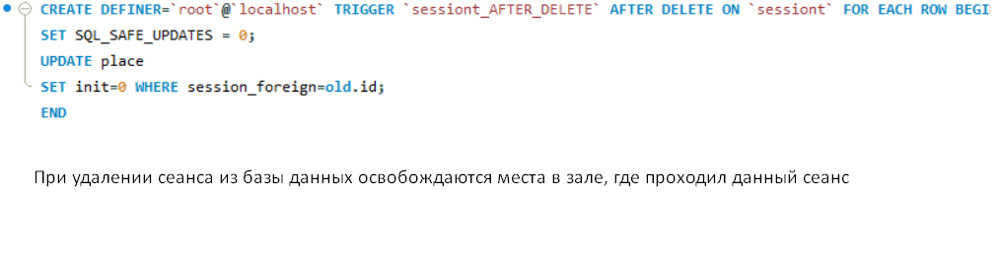 CREATE DEFINER=`root`@`localhost` TRIGGER `sessiont_AFTER_DELETE` AFTER DELETE ON `sessiont` FOR EACH ROW BEGI
SET SQL_SAFE_UPDATES = 0;
UPDATE place
SET init=0 WHERE session_foreign=old.id;
END
При удалении сеанса из базы данных освобождаются места в зале, где проходил данный сеанс